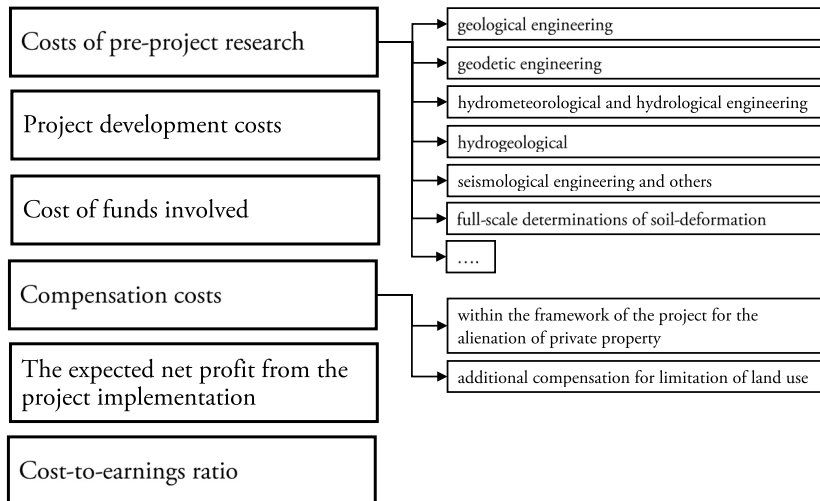 Costs of pre-project research
geological engineering
geodetic engineering
hydrometeorological and hydrological engineering
hydrogeological
seismological engineering and others
full-scale determinations of soil-deformation
....
Project development costs
Cost of funds involved
Compensation costs
within the framework of the project for the
alienation of private property
additional compensation for limitation of land use
The expected net profit from the
project implementation
Cost-to-earnings ratio